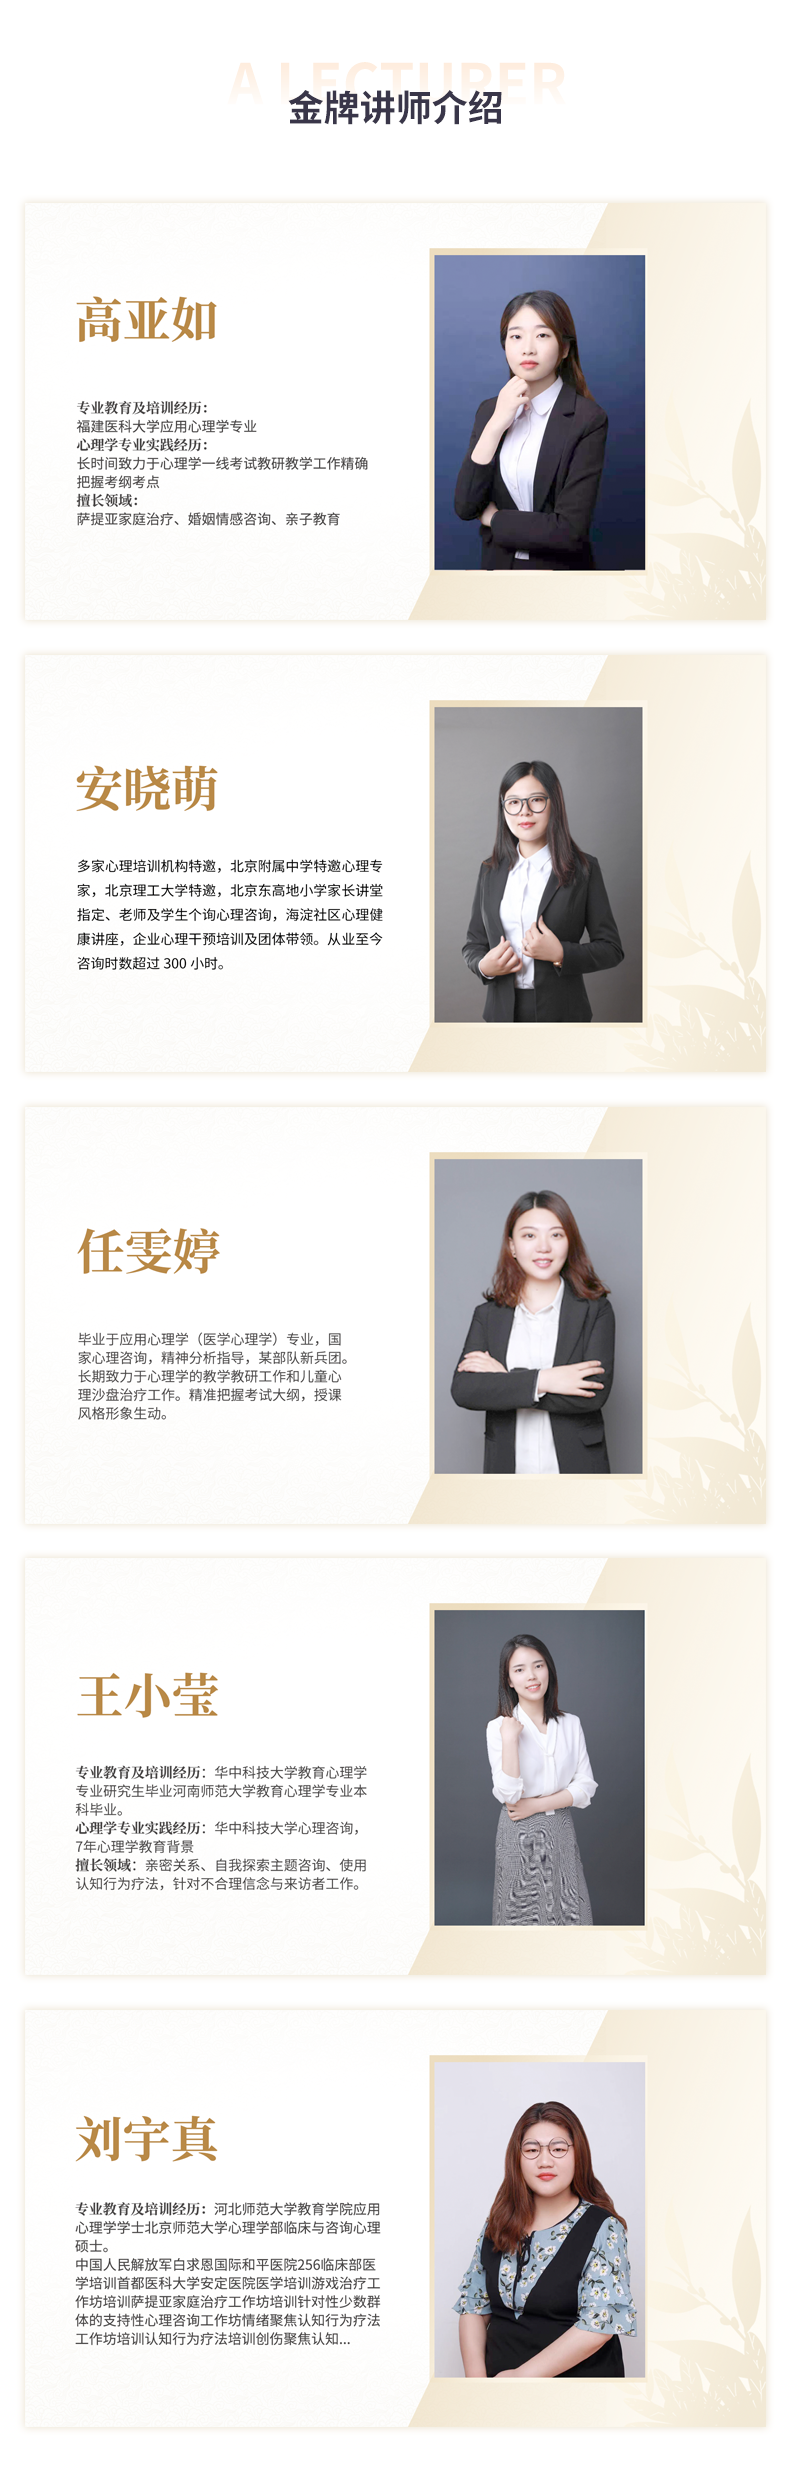 A LECTURER
金牌讲师介绍
高亚如
专业教育及培训经历：
福建医科大学应用心理学专业
心理学专业实践经历：
长时间致力于心理学一线考试教研教学工作精确
把握考纲考点
擅长领域：
萨提亚家庭治疗、婚姻情感咨询、亲子教育
安晓萌
多家心理培训机构特邀，北京附属中学特邀心理专
家，北京理工大学特邀，北京东高地小学家长讲堂
指定、老师及学生个询心理咨询，海淀社区心理健
康讲座，企业心理干预培训及团体带领。从业至今
咨询时数超过 300 小时。
任雯婷
毕业于应用心理学（医学心理学）专业，国
家心理咨询，精神分析指导，某部队新兵团。
长期致力于心理学的教学教研工作和儿童心
理沙盘治疗工作。精准把握考试大纲，授课
风格形象生动。
王小莹
专业教育及培训经历：华中科技大学教育心理学
专业研究生毕业河南师范大学教育心理学专业本
科毕业。
心理学专业实践经历：华中科技大学心理咨询，
7年心理学教育背景
擅长领域：亲密关系、自我探索主题咨询、使用
认知行为疗法，针对不合理信念与来访者工作。
刘宇真
专业教育及培训经历：河北师范大学教育学院应用
心理学学士北京师范大学心理学部临床与咨询心理
硕士。
中国人民解放军白求恩国际和平医院256临床部医
学培训首都医科大学安定医院医学培训游戏治疗工
作坊培训萨提亚家庭治疗工作坊培训针对性少数群
体的支持性心理咨询工作坊情绪聚焦认知行为疗法
工作坊培训认知行为疗法培训创伤聚焦认知...